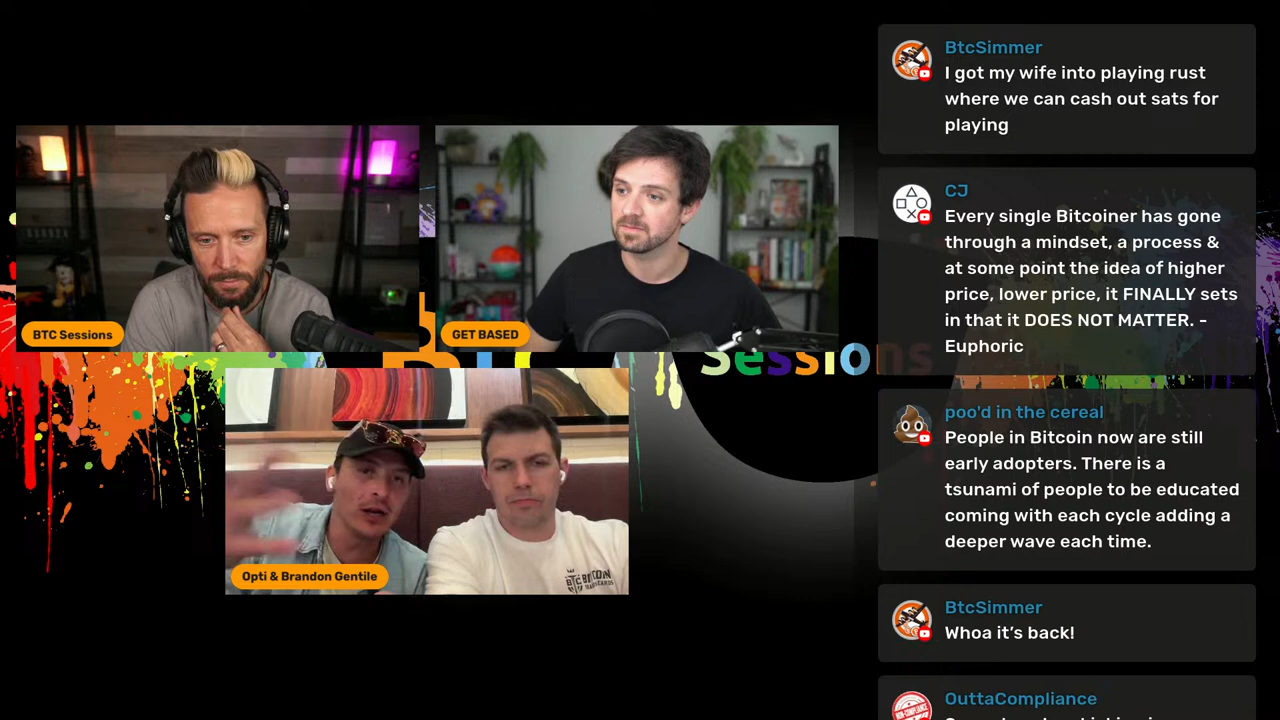 BTC Sessions
GET BASED
Sessions
Opti & Brandon Gentile
BtcSimmer
I got my wife into playing rust
where we can cash out sats for
playing
CJ
Every single Bitcoiner has gone
through a mindset, a process &
at some point the idea of higher
price, lower price, it FINALLY sets
in that it DOES NOT MATTER. -
Euphoric
poo'd in the cereal
People in Bitcoin now are still
early adopters. There is a
tsunami of people to be educated
coming with each cycle adding a
deeper wave each time.
BtcSimmer
Whoa it’s back!
OuttaCompliance